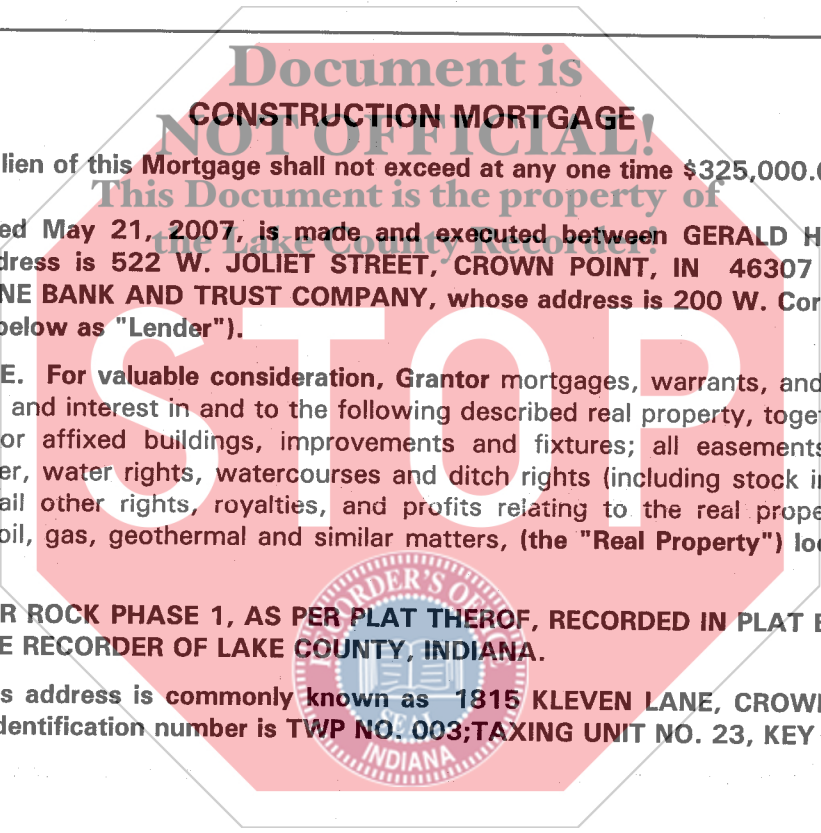 Document is
CONSTRUCTION MORTGAGE
NOT OFFICIAL!
lien of this Mortgage shall not exceed at any one time $325,000.
This Document is the property of
ed May 21, 2007, is made and executed between GERALD H
the Lake County Recorder!
dress is 522 W. JOLIET STREET, CROWN POINT, IN 46307
NE BANK AND TRUST COMPANY, whose address is 200 W. Cor
below as "Lender").
E. For valuable consideration, Grantor mortgages, warrants, and
and interest in and to the following described real property, toge
or affixed buildings, improvements and fixtures; all easements
er, water rights, watercourses and ditch rights (including stock i
all other rights, royalties, and profits relating to the real prope
oil, gas, geothermal and similar matters, (the "Real Property") lo
STOP
R ROCK PHASE 1, AS PER PLAT THEROF, RECORDED IN PLAT
E RECORDER OF LAKE COUNTY, INDIANA.
s address is commonly known as 1815 KLEVEN LANE, CROW
dentification number is TWP NO. 003;TAXING UNIT NO. 23, KEY
RECORDER'S OF
SEAL
INDIANA